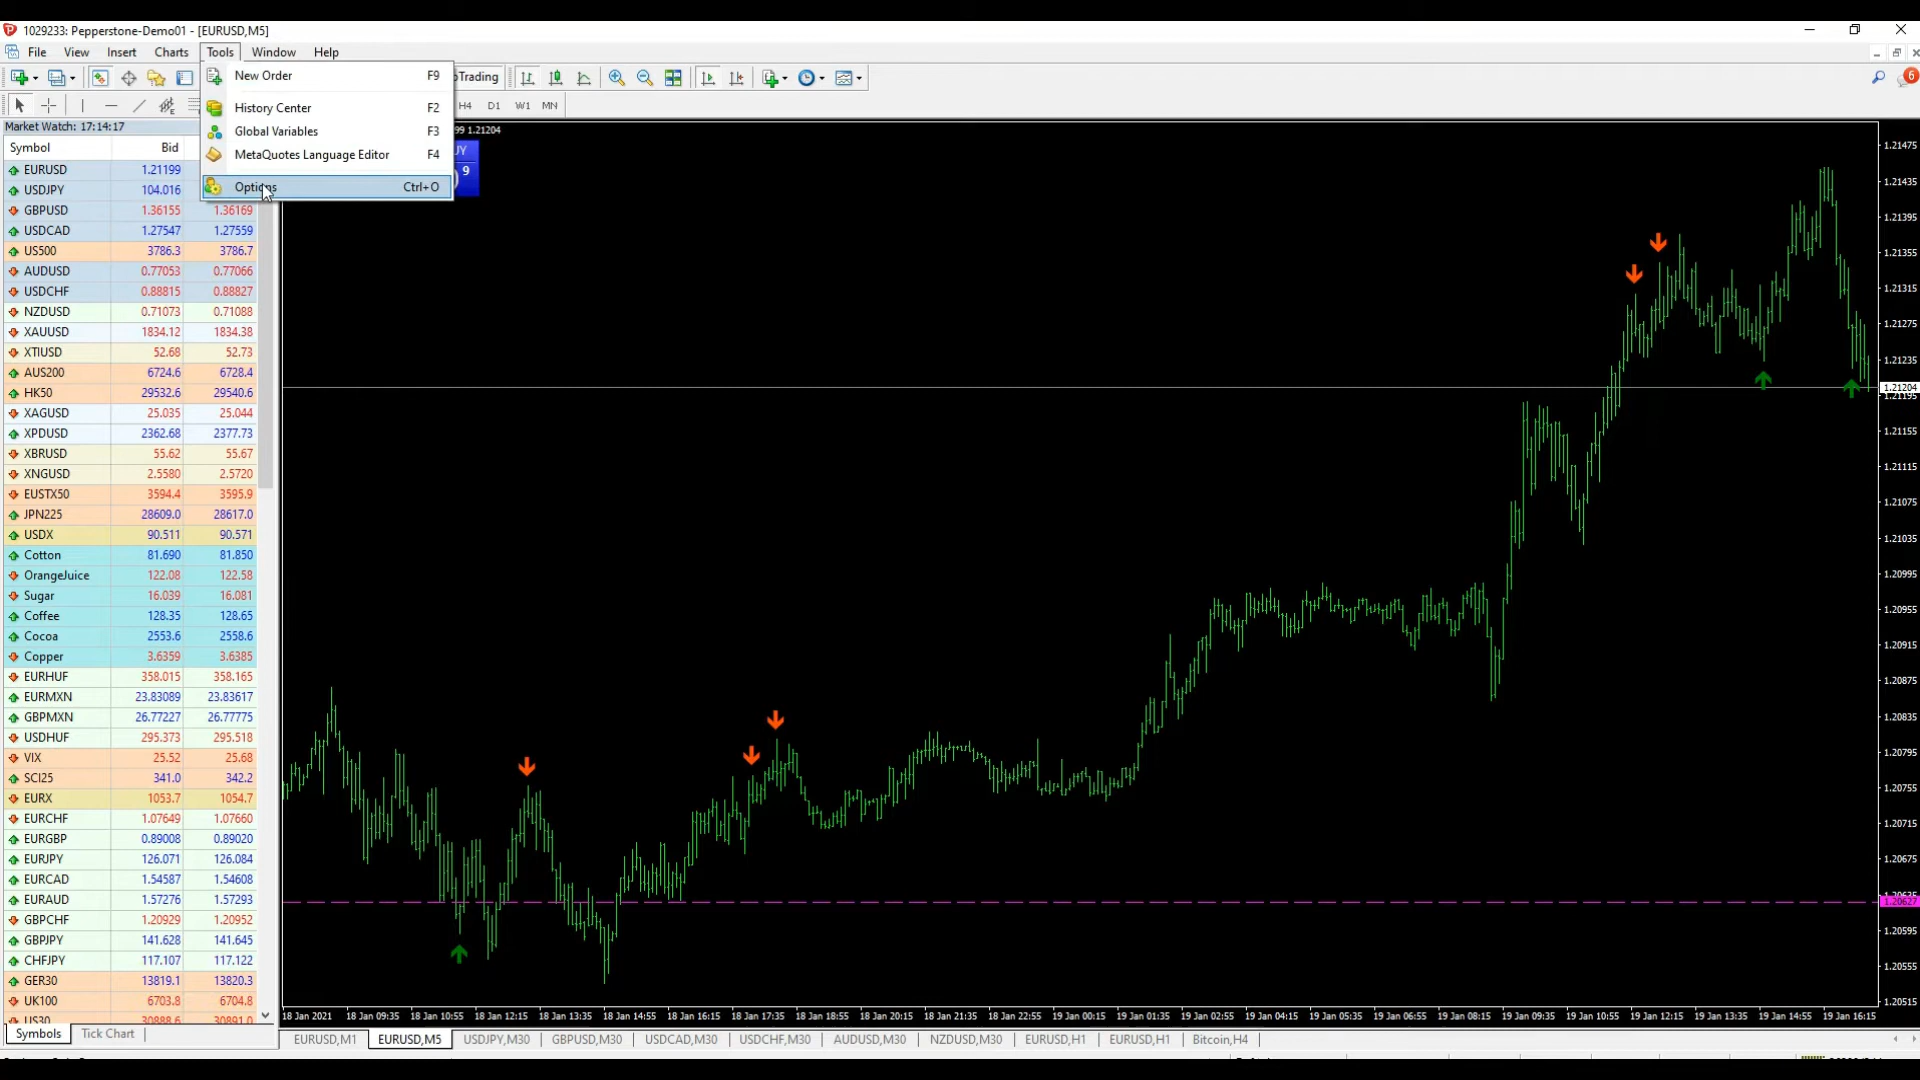 1029233: Pepperstone-Demo01 - [EURUSD,M5]
File View Insert Charts Tools Window Help
New Order F9
History Center F2
Global Variables F3
MetaQuotes Language Editor F4
Options Ctrl+O
Trading
6
H4 D1 W1 MN
Market Watch: 17:14:17
99 1.21204
9
Symbol Bid
EURUSD 1.21199
USDJPY 104.016
GBPUSD 1.36155 1.36169
USDCAD 1.27547 1.27559
US500 3786.3 3786.7
AUDUSD 0.77053 0.77066
USDCHF 0.88815 0.88827
NZDUSD 0.71073 0.71088
XAUUSD 1834.12 1834.38
XTIUSD 52.68 52.73
AUS200 6724.6 6728.4
HK50 29532.6 29540.6
XAGUSD 25.035 25.044
XPDUSD 2362.68 2377.73
XBRUSD 55.62 55.67
XNGUSD 2.5580 2.5720
EUSTX50 3594.4 3595.9
JPN225 28609.0 28617.0
USDX 90.511 90.571
Cotton 81.690 81.850
OrangeJuice 122.08 122.58
Sugar 16.039 16.081
Coffee 128.35 128.65
Cocoa 2553.6 2558.6
Copper 3.6359 3.6385
EURHUF 358.015 358.165
EURMXN 23.83089 23.83617
GBPMXN 26.77227 26.77775
USDHUF 295.373 295.518
VIX 25.52 25.68
SCI25 341.0 342.2
EURX 1053.7 1054.7
EURCHF 1.07649 1.07660
EURGBP 0.89008 0.89020
EURJPY 126.071 126.084
EURCAD 1.54587 1.54608
EURAUD 1.57276 1.57293
GBPCHF 1.20929 1.20952
GBPJPY 141.628 141.645
CHFJPY 117.107 117.122
GER30 13819.1 13820.3
UK100 6703.8 6704.8
US30 30888.6 30891.0
Symbols Tick Chart
1.21475
1.21435
1.21395
1.21355
1.21315
1.21275
1.21235
1.21204
1.21195
1.21155
1.21115
1.21075
1.21035
1.20995
1.20955
1.20915
1.20875
1.20835
1.20795
1.20755
1.20715
1.20675
1.20635
1.20627
1.20595
1.20555
1.20515
18 Jan 2021 18 Jan 09:35 18 Jan 10:55 18 Jan 12:15 18 Jan 13:35 18 Jan 14:55 18 Jan 16:15 18 Jan 17:35 18 Jan 18:55 18 Jan 20:15 18 Jan 21:35 18 Jan 22:55 19 Jan 00:15 19 Jan 01:35 19 Jan 02:55 19 Jan 04:15 19 Jan 05:35 19 Jan 06:55 19 Jan 08:15 19 Jan 09:35 19 Jan 10:55 19 Jan 12:15 19 Jan 13:35 19 Jan 14:55 19 Jan 16:15
EURUSD,M1 EURUSD,M5 USDJPY,M30 GBPUSD,M30 USDCAD,M30 USDCHF,M30 AUDUSD,M30 NZDUSD,M30 EURUSD,H1 EURUSD,H1 Bitcoin,H4